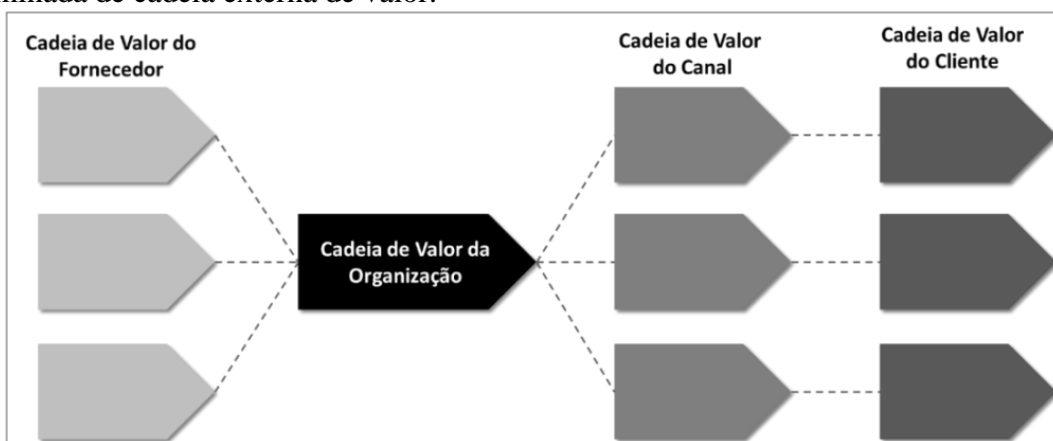 de cadeia externa de valor.
Cadeia de Valor do
Fornecedor
Cadeia de Valor
do Canal
Cadeia de Valor
do Cliente
Cadeia de Valor da
Organização